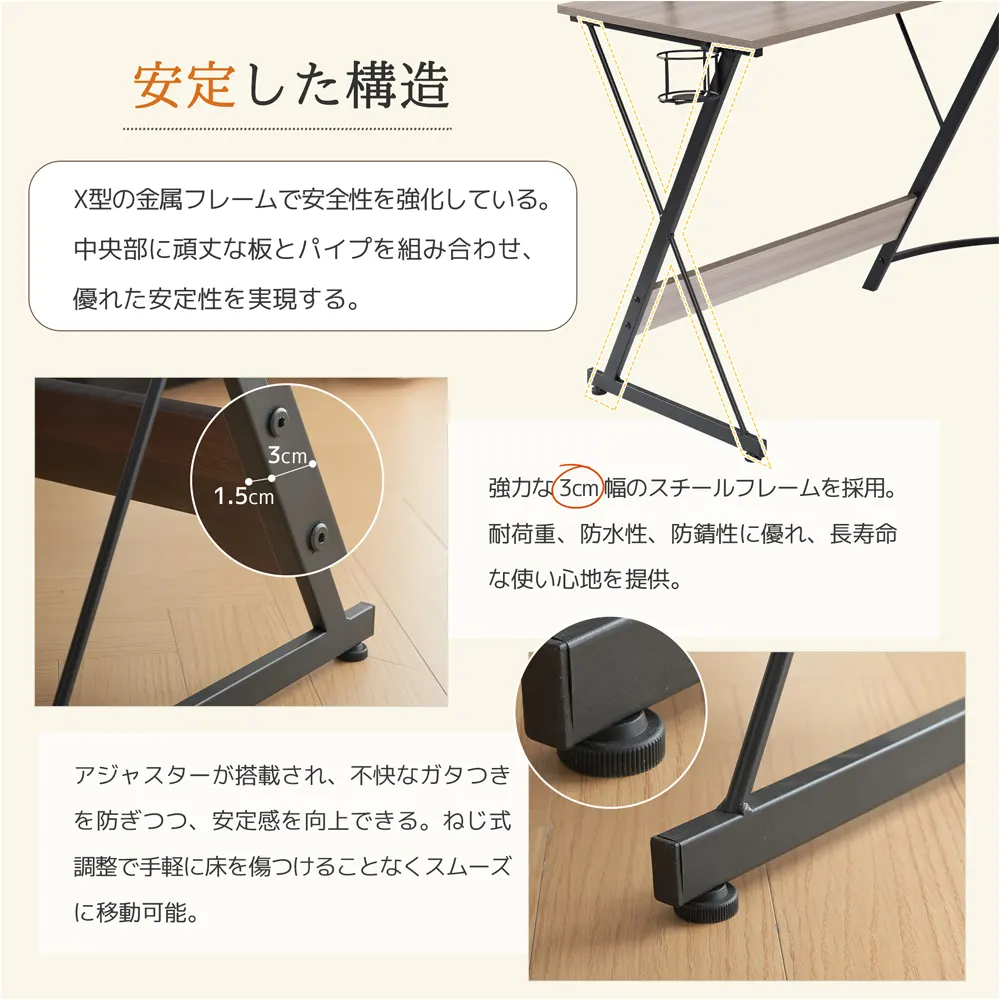 安定した構造
X型の金属フレームで安全性を強化している。
中央部に頑丈な板とパイプを組み合わせ、
優れた安定性を実現する。
3cm
1.5cm
強力な3cm幅のスチールフレームを採用。
耐荷重、防水性、防錆性に優れ、長寿命
な使い心地を提供。
アジャスターが搭載され、不快なガタつき
を防ぎつつ、安定感を向上できる。ねじ式
調整で手軽に床を傷つけることなくスムーズ
に移動可能。